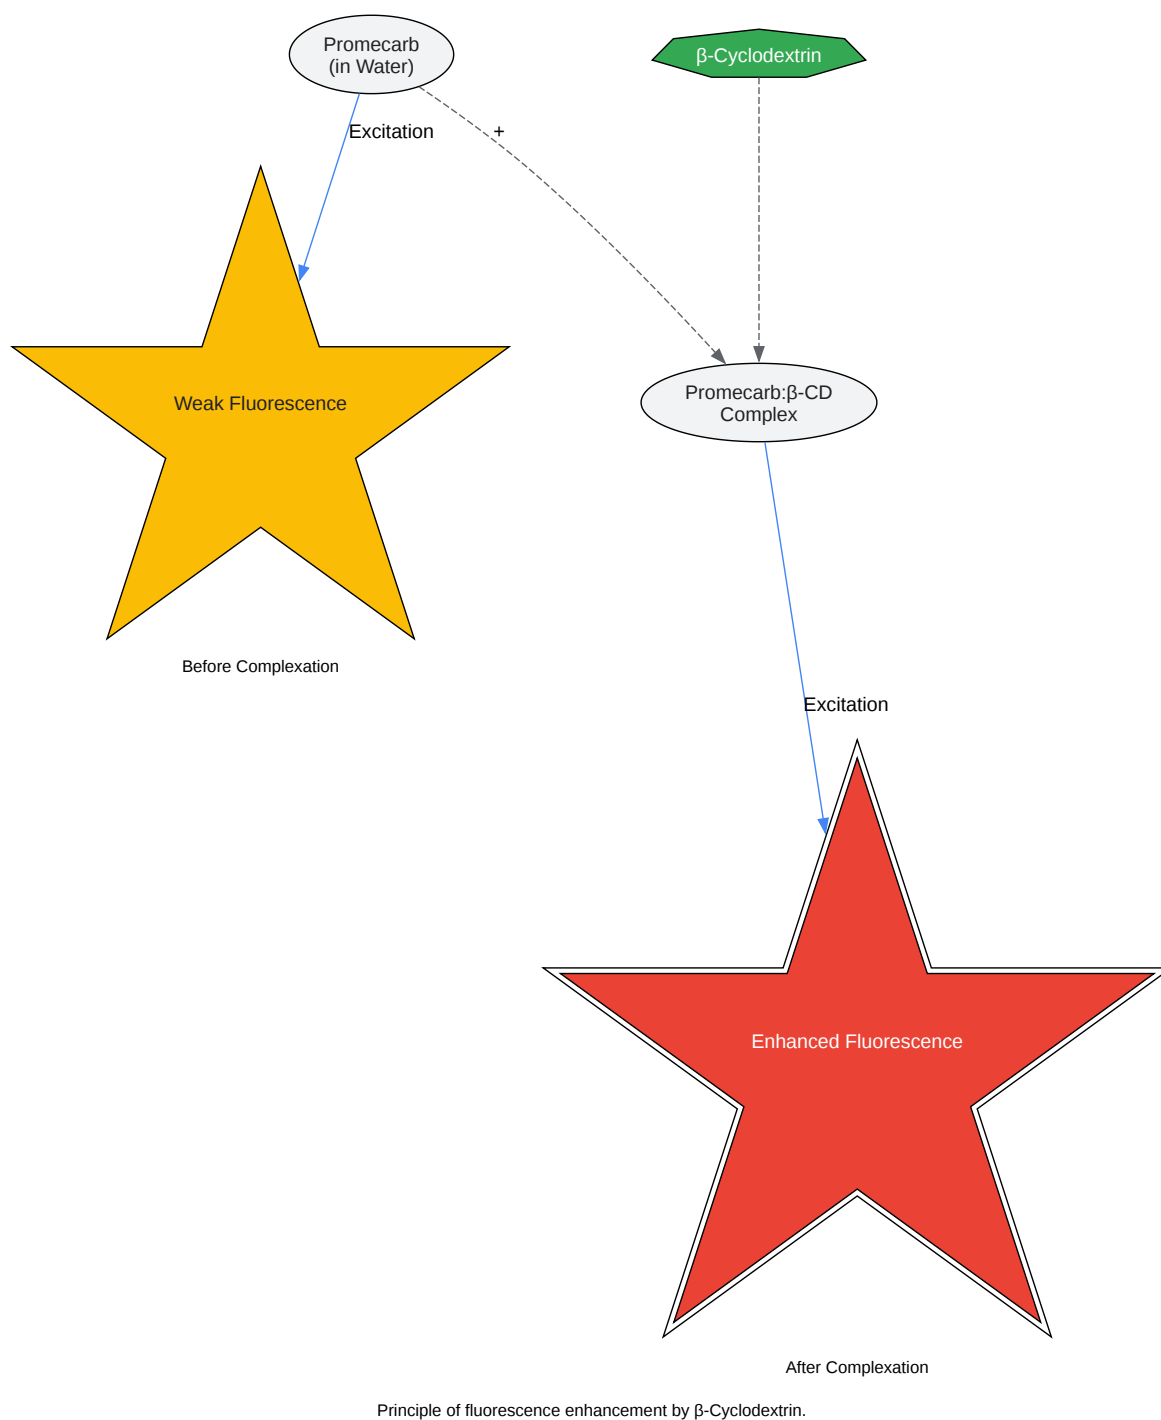 Promecarb
(in Water)
β-Cyclodextrin
Excitation
+
Weak Fluorescence
Promecarb:β-CD
Complex
Before Complexation
Excitation
Enhanced Fluorescence
After Complexation
Principle of fluorescence enhancement by β-Cyclodextrin.